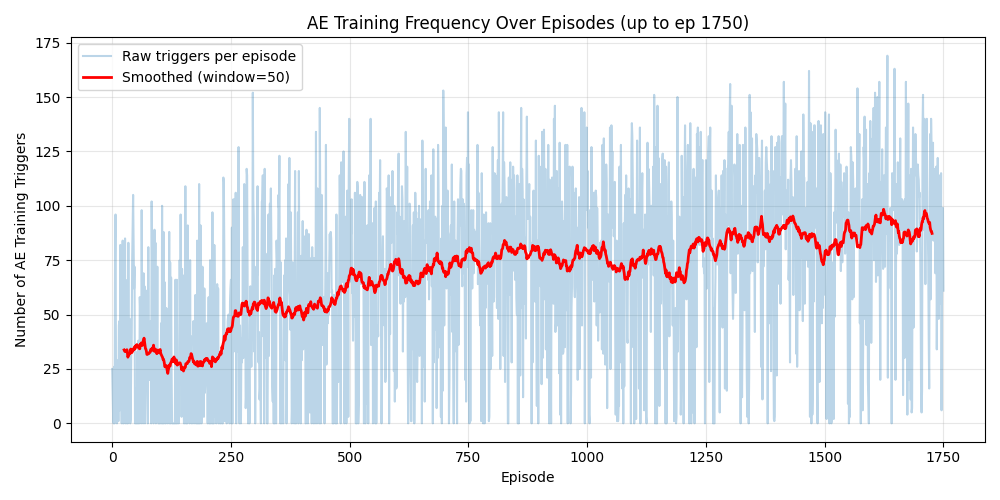 AE Training Frequency Over Episodes (up to ep 1750)
Raw triggers per episode
Smoothed (window=50)
Number of AE Training Triggers
175
150
125
100
75
50
25
0
0 250 500 750 1000 1250 1500 1750
Episode